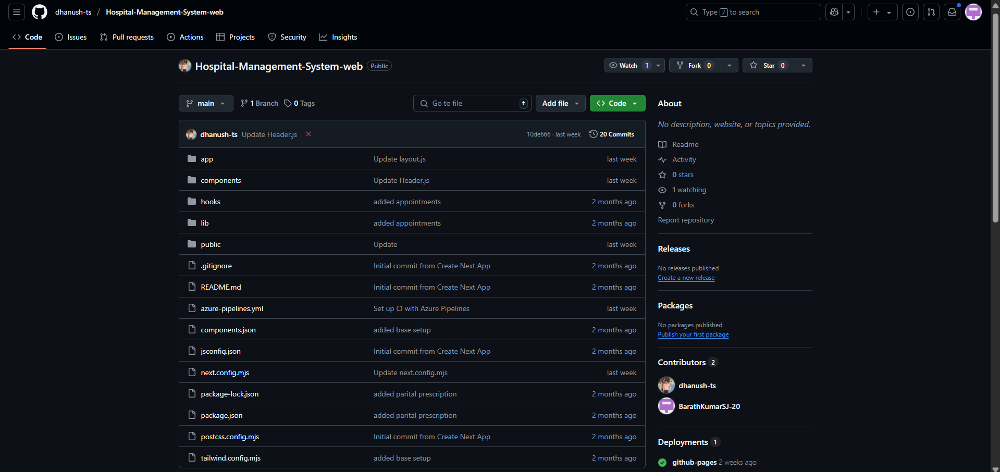 dhanush-ts / Hospital-Management-System-web
Type / to search
Code Issues Pull requests Actions Projects Security Insights
Hospital-Management-System-web Public
Watch 1 Fork 0 Star 0
main 1 Branch 0 Tags Go to file t Add file Code
dhanush-ts Update Header.js 10de666 · last week 20 Commits
app Update layout.js last week
components Update Header.js last week
hooks added appointments 2 months ago
lib added appointments 2 months ago
public Update last week
.gitignore Initial commit from Create Next App 2 months ago
README.md Initial commit from Create Next App 2 months ago
azure-pipelines.yml Set up CI with Azure Pipelines last week
components.json added base setup 2 months ago
jsconfig.json Initial commit from Create Next App 2 months ago
next.config.mjs Update next.config.mjs last week
package-lock.json added parital prescription 2 months ago
package.json added parital prescription 2 months ago
postcss.config.mjs Initial commit from Create Next App 2 months ago
tailwind.config.mjs added base setup 2 months ago
About
No description, website, or topics provided.
Readme
Activity
0 stars
1 watching
0 forks
Report repository
Releases
No releases published
Create a new release
Packages
No packages published
Publish your first package
Contributors 2
dhanush-ts
BarathKumarSJ-20
Deployments 1
github-pages 2 weeks ago